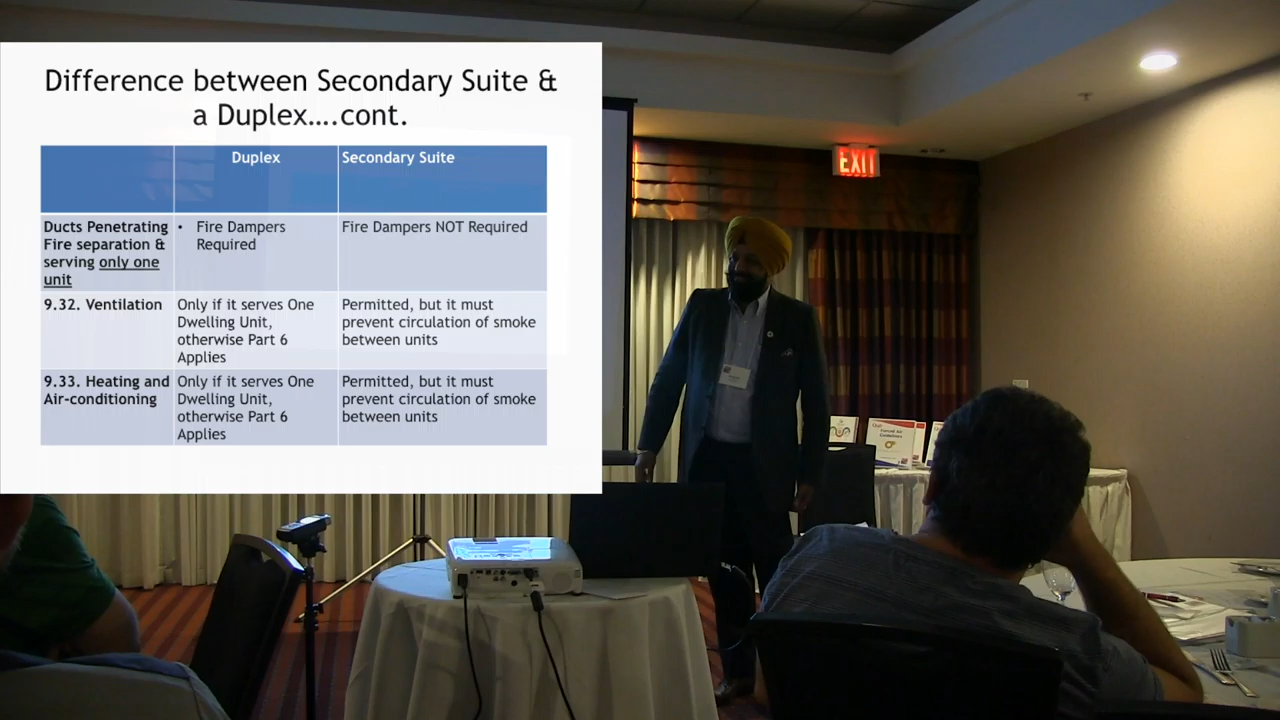 Difference between Secondary Suite &
a Duplex….cont.
Duplex
Secondary Suite
Ducts Penetrating
Fire separation &
serving only one
unit
• Fire Dampers
Required
Fire Dampers NOT Required
9.32. Ventilation
Only if it serves One
Dwelling Unit,
otherwise Part 6
Applies
Permitted, but it must
prevent circulation of smoke
between units
9.33. Heating and
Air-conditioning
Only if it serves One
Dwelling Unit,
otherwise Part 6
Applies
Permitted, but it must
prevent circulation of smoke
between units
EXIT
Forced Air
Guidelines